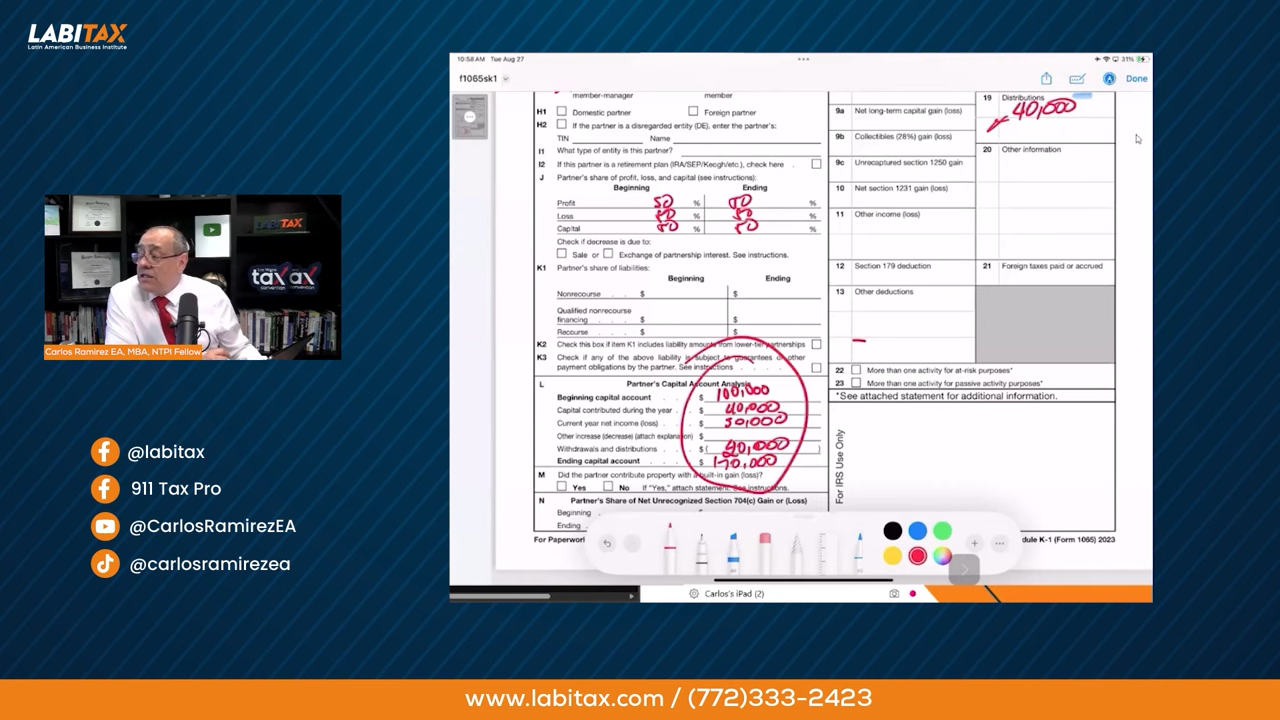 LABITAX
Latin American Business Institute
10:58 AM Tue Aug 27
31%
f1065sk1
Done
member-manager member
H1 Domestic partner Foreign partner
H2 If the partner is a disregarded entity (DE), enter the partner's:
TIN Name
I1 What type of entity is this partner?
I2 If this partner is a retirement plan (IRA/SEP/Keogh/etc.), check here
J Partner's share of profit, loss, and capital (see instructions):
Beginning Ending
Profit 50 % 50 %
Loss 50 % 50 %
Capital 50 % 50 %
Check if decrease is due to:
Sale or Exchange of partnership interest. See instructions.
K1 Partner's share of liabilities:
Beginning Ending
Nonrecourse . . $ $
Qualified nonrecourse
financing . . . $ $
Recourse . . . $ $
K2 Check this box if item K1 includes liability amounts from lower-tier partnerships
K3 Check if any of the above liability is subject to guarantees or other
payment obligations by the partner. See instructions
L Partner's Capital Account Analysis
Beginning capital account . . . $ 100,000
Capital contributed during the year . . $ 40,000
Current year net income (loss) . . . $ 50,000
Other increase (decrease) (attach explanation) $
Withdrawals and distributions . . . $ ( )
Ending capital account . . . . $ 170,000
M Did the partner contribute property with a built-in gain (loss)?
Yes No If "Yes," attach statement. See instructions.
N Partner's Share of Net Unrecognized Section 704(c) Gain or (Loss)
Beginning . $
Ending .
For Paperwor
9a Net long-term capital gain (loss)
9b Collectibles (28%) gain (loss)
9c Unrecaptured section 1250 gain
10 Net section 1231 gain (loss)
11 Other income (loss)
12 Section 179 deduction
13 Other deductions
19 Distributions
40,000
20 Other information
21 Foreign taxes paid or accrued
22 More than one activity for at-risk purposes*
23 More than one activity for passive activity purposes*
*See attached statement for additional information.
For IRS Use Only
dule K-1 (Form 1065) 2023
Carlos's iPad (2)
LABITAX
tax
convention
ax
Carlos Ramirez EA, MBA, NTPI Fellow
@labitax
911 Tax Pro
@CarlosRamirezEA
@carlosramirezea
www.labitax.com / (772)333-2423